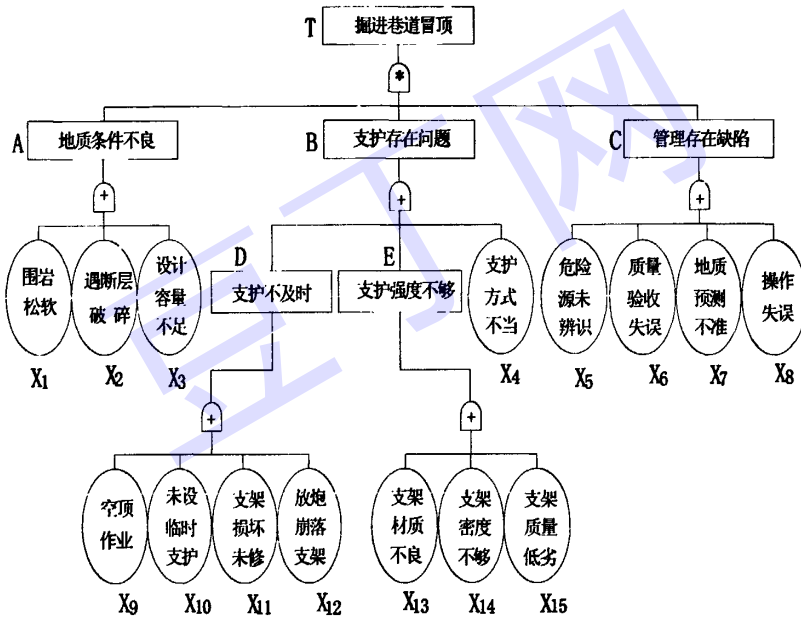 T
掘进巷道冒顶
*
A
地质条件不良
B
支护存在问题
C
管理存在缺陷
+
+
+
围岩
松软
遇断层
破碎
设计
容量
不足
D
支护不及时
E
支护强度不够
支护
方式
不当
危险
源未
辨识
质量
验收
失误
地质
预测
不准
操作
失误
X1
X2
X3
X4
X5
X6
X7
X8
+
+
空顶
作业
未设
临时
支护
支架
损坏
未修
放炮
崩落
支架
支架
材质
不良
支架
密度
不够
支架
质量
低劣
X9
X10
X11
X12
X13
X14
X15
豆丁网